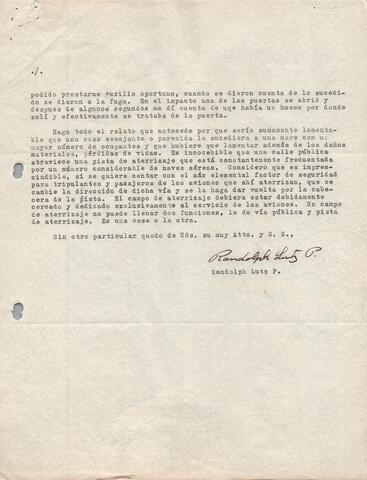 ./.
podido prestarme auxilio oportuno, cuando se dieron cuenta de lo sucedi-
do se dieron a la fuga. En el impacto una de las puertas se abrió y
despues de algunos segundos me dí cuenta de uqe había un hueco por donde
salí y efectivamente se trataba de la puerta.
Hago todo el relato que antecede por que sería sumamente lamenta-
ble que una cosa semejante o parecida le sucediera a una nave con un
mayor número de ocupantes y que hubiere que lamentar además de los daños
materiales, pérdidas de vidas. Es incocebible que una calle pública
atraviese una pista de aterrizaje que está constantemente frecuentada
por un número considerable de naves aéreas. Considero que es impres-
cindible, si se quiere contar con el más elemental factor de seguridad
para tripulantes y pasajeros de los aviones que ahí aterrizan, que se
cambie la dirección de dicha vía y se la haga dar vuelta por la cabe-
cera de la pista. El campo de aterrizaje debiera estar debidamente
cercado y dedicado exclusivamente al servicio de los aviones. Un campo
de aterrizaje no puede llenar dos funciones, la de vía pública y pista
de aterrizaje. Es una cosa o la otra.
Sin otro particular quedo de Uds. su muy Atto. y S. S.,
Randolph Lutz P.
Randolph Lutz P.